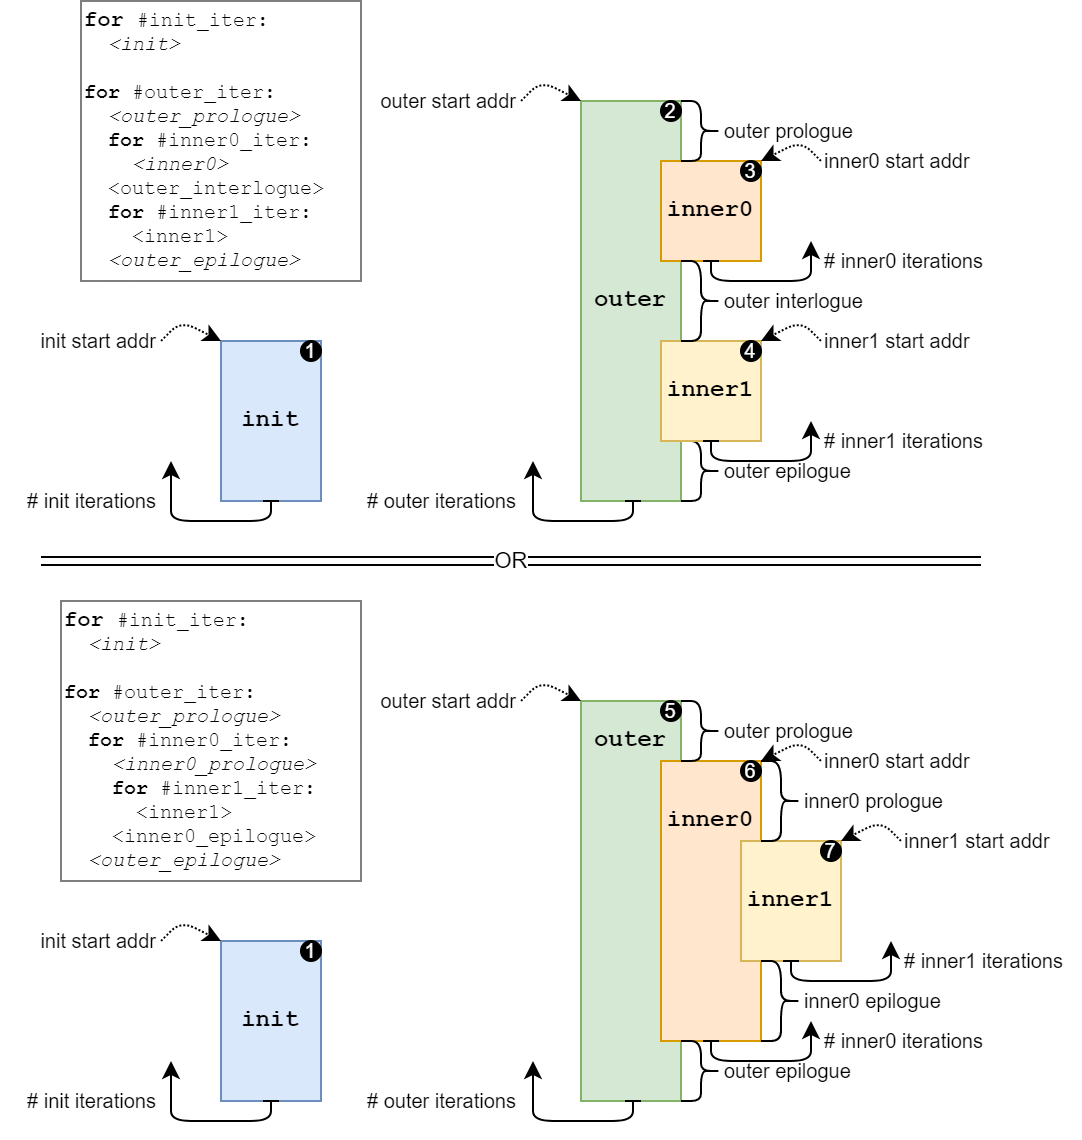 for #init_iter:
<init>
for #outer_iter:
<outer_prologue>
for #inner0_iter:
<inner0>
<outer_interlogue>
for #inner1_iter:
<inner1>
<outer_epilogue>
outer start addr
2
outer prologue
3
inner0 start addr
inner0
# inner0 iterations
outer
outer interlogue
init start addr
1
4
inner1 start addr
inner1
init
# inner1 iterations
outer epilogue
# init iterations
# outer iterations
OR
for #init_iter:
<init>
for #outer_iter:
<outer_prologue>
for #inner0_iter:
<inner0_prologue>
for #inner1_iter:
<inner1>
<inner0_epilogue>
<outer_epilogue>
outer start addr
5
outer
outer prologue
6
inner0 start addr
inner0 prologue
inner0
7
inner1 start addr
inner1
init start addr
1
# inner1 iterations
inner0 epilogue
init
# inner0 iterations
outer epilogue
# init iterations
# outer iterations